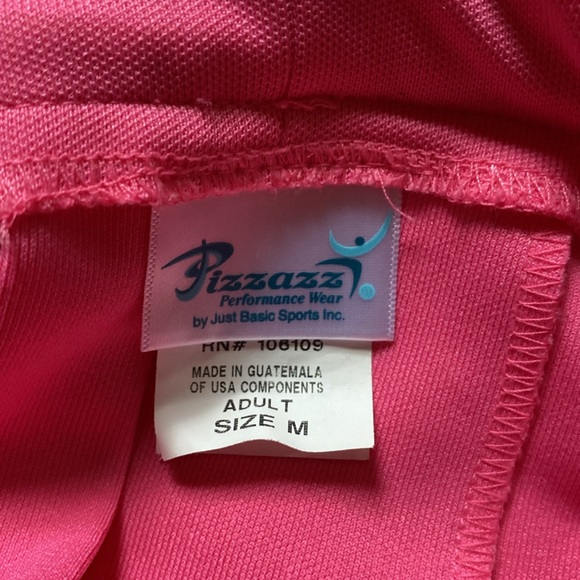 Pizzazz
Performance Wear
by Just Basic Sports Inc.
RN# 106109
MADE IN GUATEMALA
OF USA COMPONENTS
ADULT
SIZE M